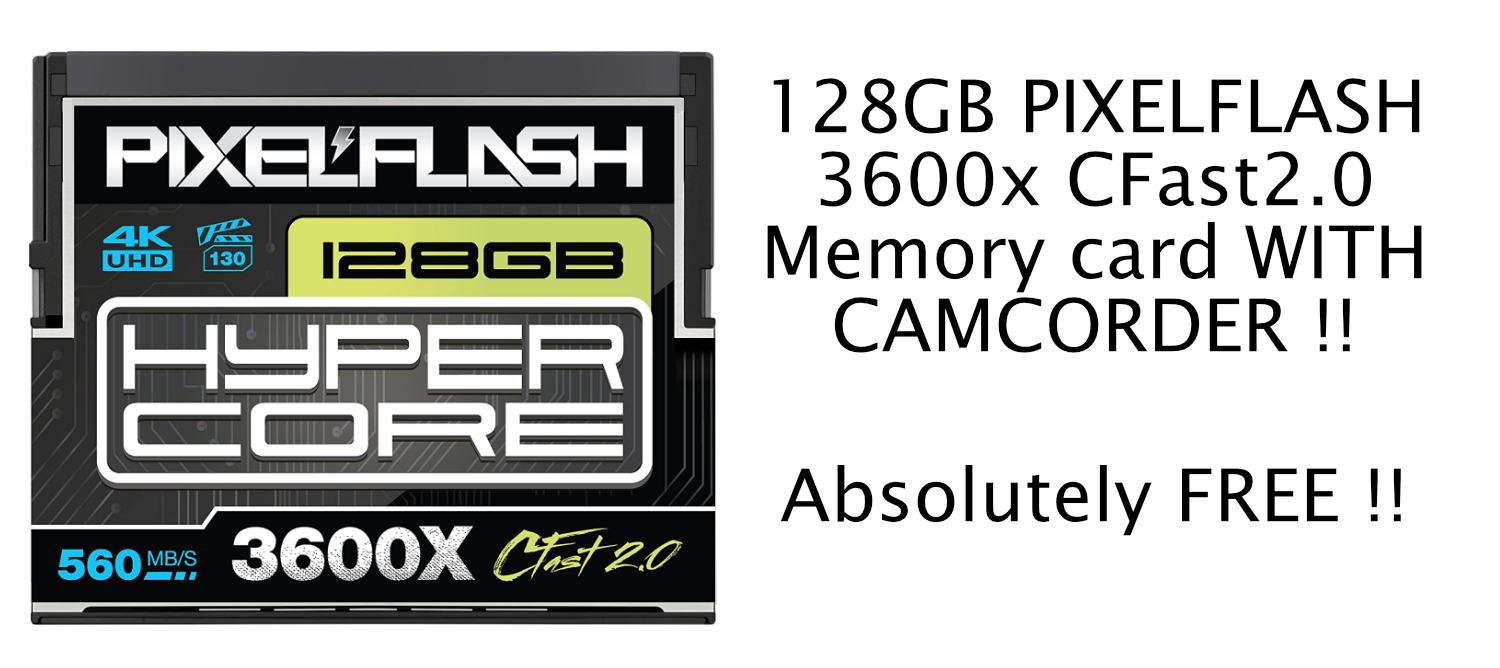 PIXELFLASH
4K
UHD
130
128GB
HYPER
CORE
560 MB/S
3600X
CFast 2.0
128GB PIXELFLASH
3600x CFast2.0
Memory card WITH
CAMCORDER !!
Absolutely FREE !!